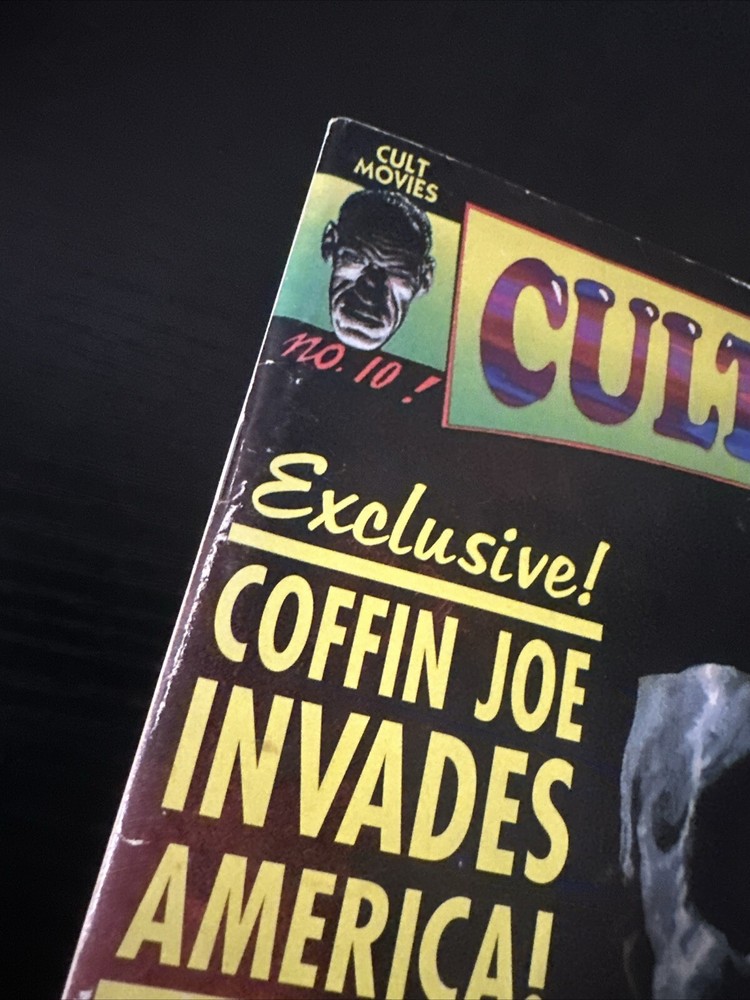 CULT
MOVIES
no. 10!
CULT
Exclusive!
COFFIN JOE
INVADES
AMERICA!